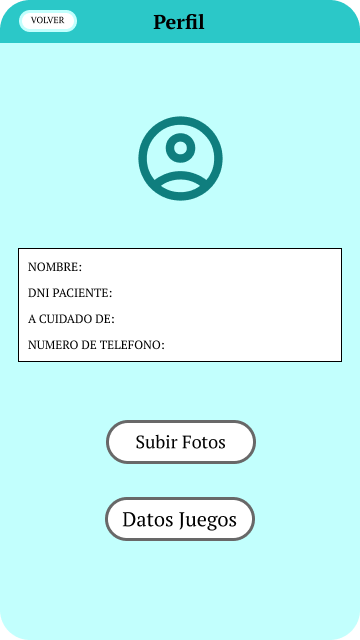 VOLVER
Perfil
NOMBRE:
DNI PACIENTE:
A CUIDADO DE:
NUMERO DE TELEFONO:
Subir Fotos
Datos Juegos